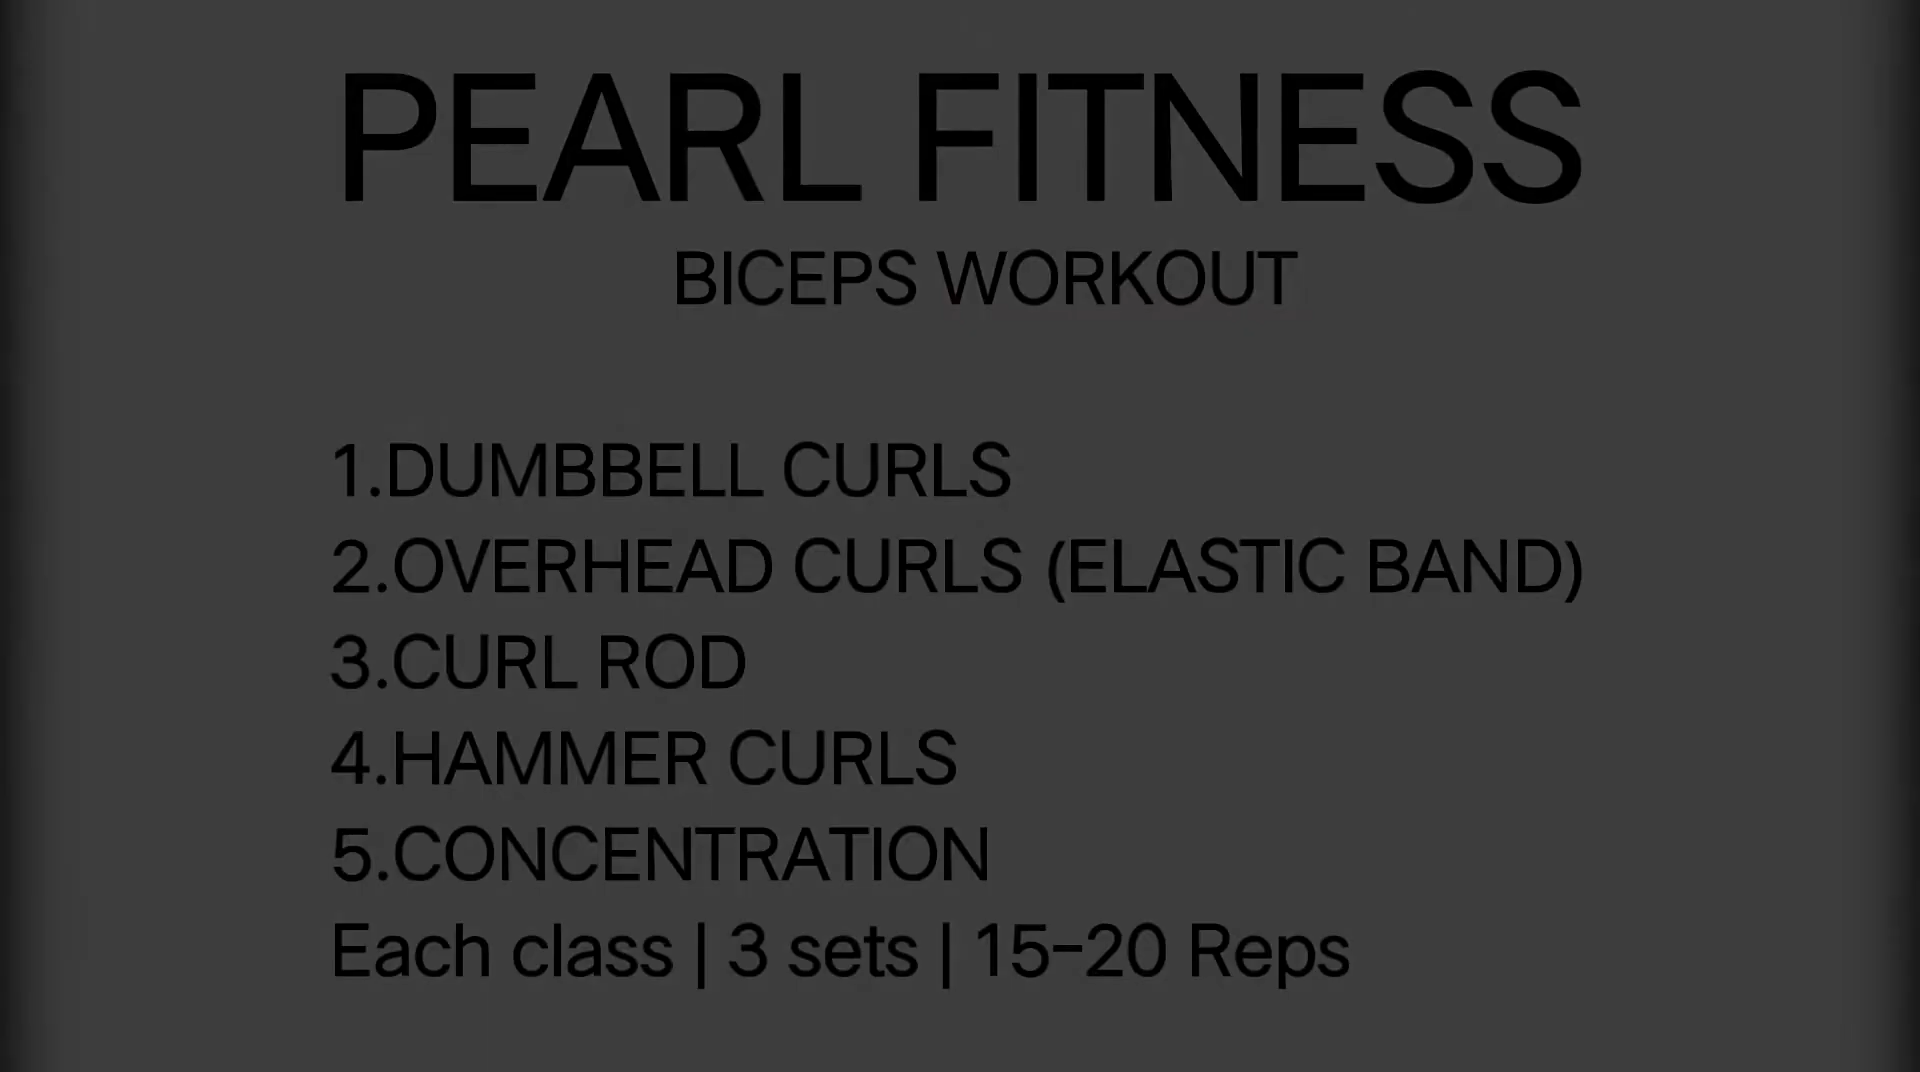 PEARL FITNESS
BICEPS WORKOUT
1.DUMBBELL CURLS
2.OVERHEAD CURLS (ELASTIC BAND)
3.CURL ROD
4.HAMMER CURLS
5.CONCENTRATION
Each class | 3 sets | 15–20 Reps